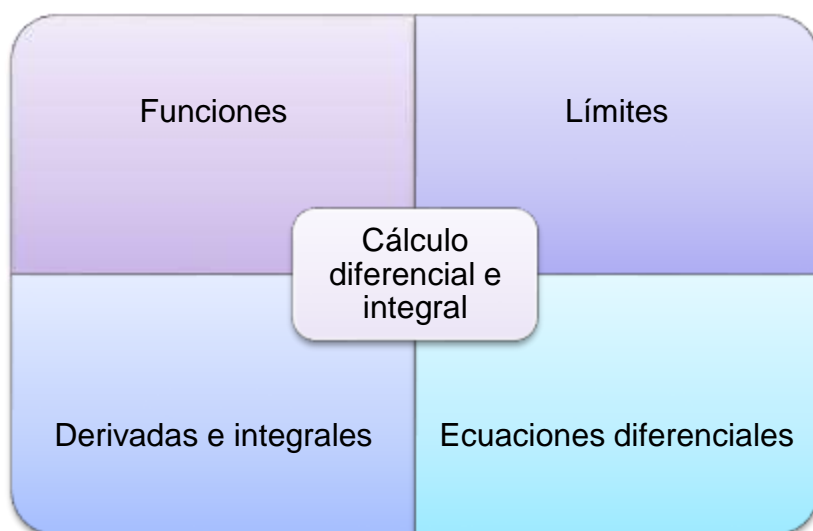 Funciones
Límites
Cálculo
diferencial e
integral
Derivadas e integrales
Ecuaciones diferenciales